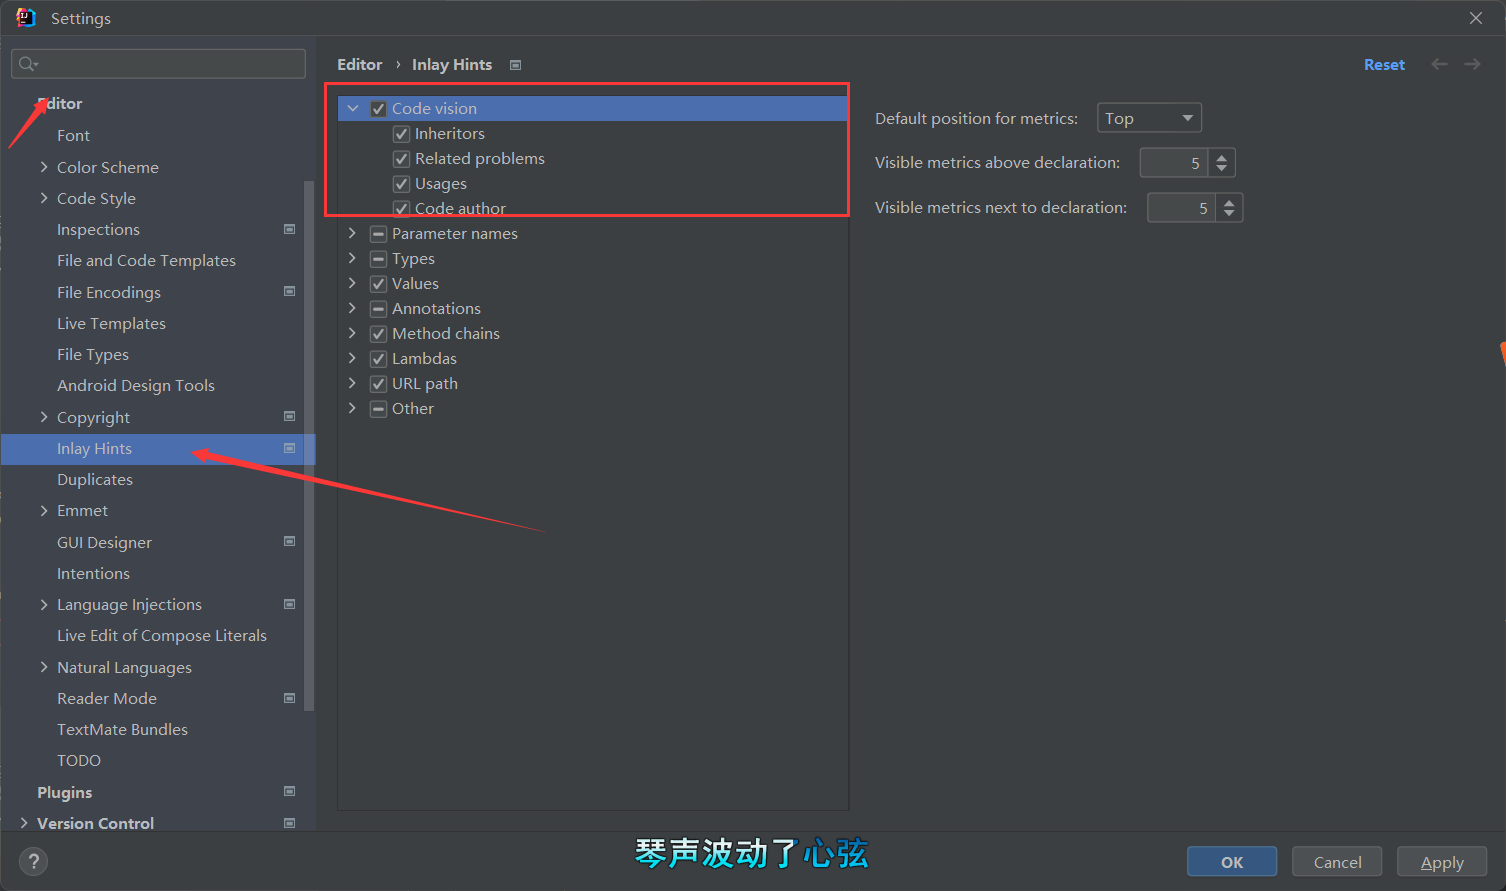 Settings
Editor
Font
Color Scheme
Code Style
Inspections
File and Code Templates
File Encodings
Live Templates
File Types
Android Design Tools
Copyright
Inlay Hints
Duplicates
Emmet
GUI Designer
Intentions
Language Injections
Live Edit of Compose Literals
Natural Languages
Reader Mode
TextMate Bundles
TODO
Plugins
Version Control
Editor › Inlay Hints
Reset
Code vision
Inheritors
Related problems
Usages
Code author
Parameter names
Types
Values
Annotations
Method chains
Lambdas
URL path
Other
Default position for metrics: Top
Visible metrics above declaration: 5
Visible metrics next to declaration: 5
琴声波动了心弦
?
OK
Cancel
Apply